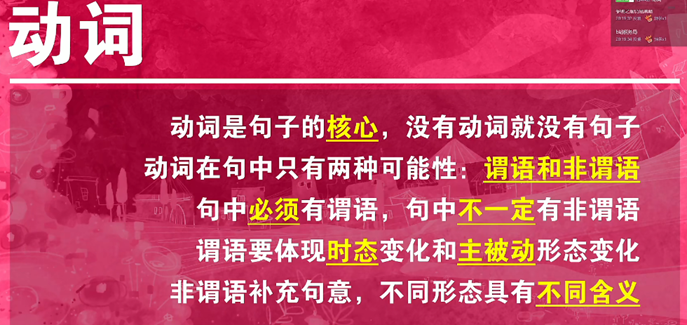 动词
动词是句子的核心，没有动词就没有句子
动词在句中只有两种可能性：谓语和非谓语
句中必须有谓语，句中不一定有非谓语
谓语要体现时态变化和主被动形态变化
非谓语补充句意，不同形态具有不同含义